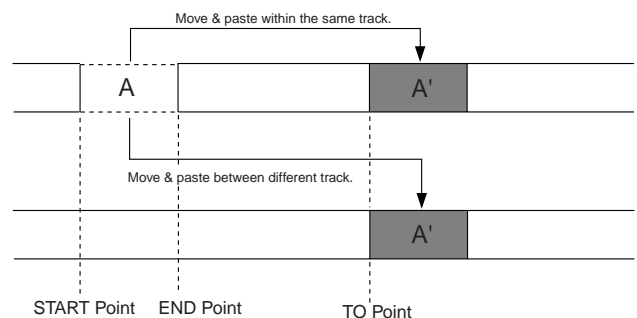 Move & paste within the same track.
A
A'
Move & paste between different track.
A'
START Point
END Point
TO Point